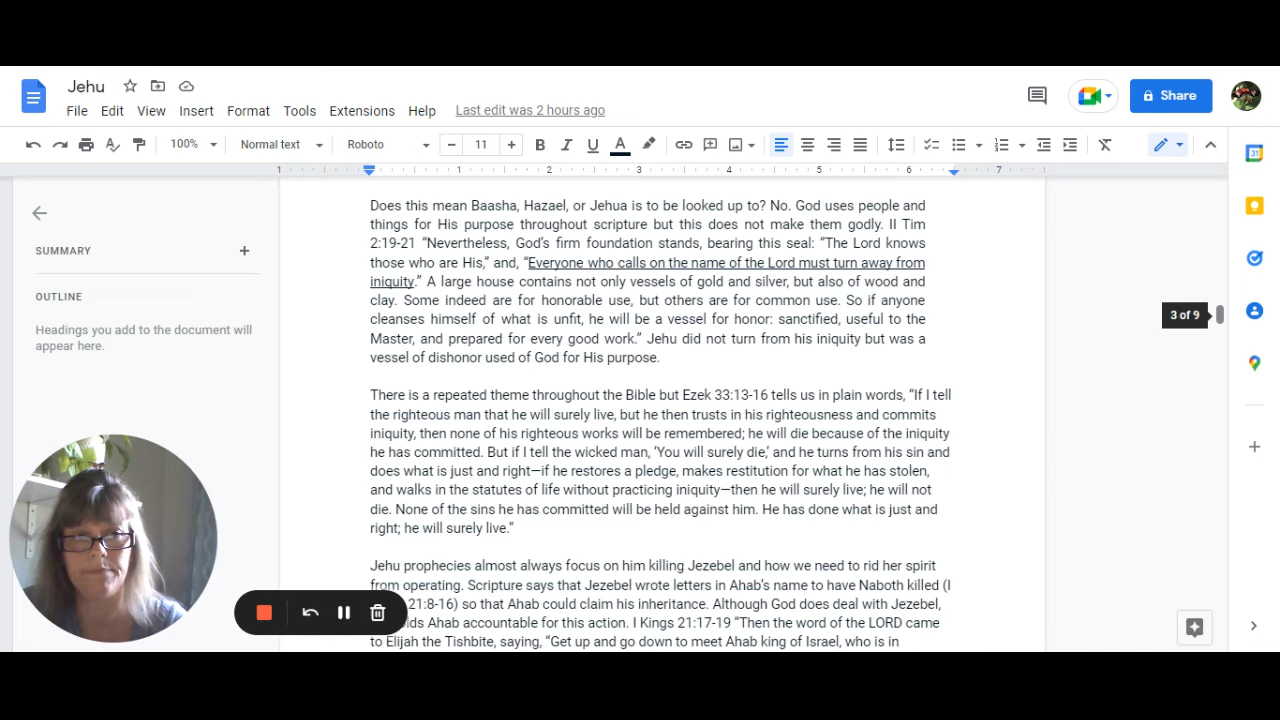 Jehu
File Edit View Insert Format Tools Extensions Help Last edit was 2 hours ago
Share
100% Normal text Roboto 11
1 1 2 3 4 5 6 7
SUMMARY
OUTLINE
Headings you add to the document will
appear here.
Does this mean Baasha, Hazael, or Jehua is to be looked up to? No. God uses people and
things for His purpose throughout scripture but this does not make them godly. II Tim
2:19-21 “Nevertheless, God’s firm foundation stands, bearing this seal: “The Lord knows
those who are His,” and, “Everyone who calls on the name of the Lord must turn away from
iniquity.” A large house contains not only vessels of gold and silver, but also of wood and
clay. Some indeed are for honorable use, but others are for common use. So if anyone
cleanses himself of what is unfit, he will be a vessel for honor: sanctified, useful to the
Master, and prepared for every good work.” Jehu did not turn from his iniquity but was a
vessel of dishonor used of God for His purpose.
There is a repeated theme throughout the Bible but Ezek 33:13-16 tells us in plain words, “If I tell
the righteous man that he will surely live, but he then trusts in his righteousness and commits
iniquity, then none of his righteous works will be remembered; he will die because of the iniquity
he has committed. But if I tell the wicked man, ‘You will surely die,’ and he turns from his sin and
does what is just and right—if he restores a pledge, makes restitution for what he has stolen,
and walks in the statutes of life without practicing iniquity—then he will surely live; he will not
die. None of the sins he has committed will be held against him. He has done what is just and
right; he will surely live.”
Jehu prophecies almost always focus on him killing Jezebel and how we need to rid her spirit
from operating. Scripture says that Jezebel wrote letters in Ahab’s name to have Naboth killed (I
21:8-16) so that Ahab could claim his inheritance. Although God does deal with Jezebel,
Ahab accountable for this action. I Kings 21:17-19 “Then the word of the LORD came
to Elijah the Tishbite, saying, “Get up and go down to meet Ahab king of Israel, who is in
3 of 9
31